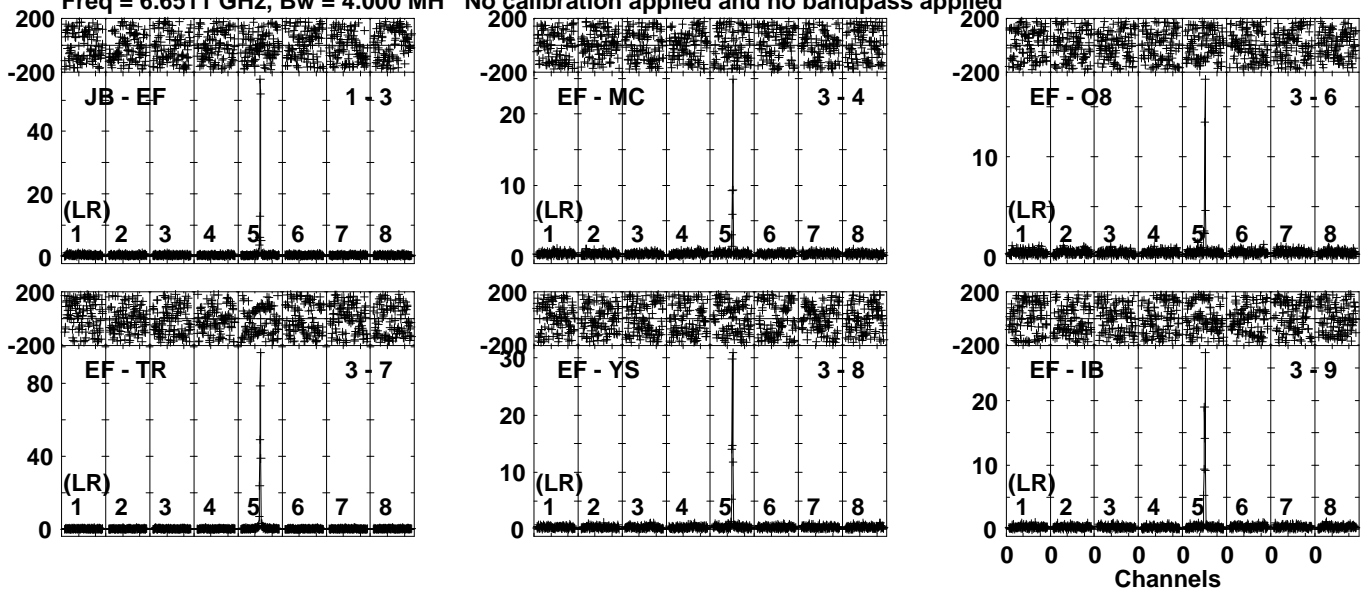 Freq = 6.6511 GHz, Bw = 4.000 MH No calibration applied and no bandpass applied
200 200 200
-200 -200 -200
JB - EF 1 - 3 EF - MC 3 - 4 EF - O8 3 - 6
40 20 10
20 10
(LR) (LR) (LR)
1 2 3 4 5 6 7 8 1 2 3 4 5 6 7 8 1 2 3 4 5 6 7 8
0 0 0
200 200 200
-200 -200 -200
30
EF - TR 3 - 7 EF - YS 3 - 8 EF - IB 3 - 9
80 20 20
40 10 10
(LR) (LR) (LR)
1 2 3 4 5 6 7 8 1 2 3 4 5 6 7 8 1 2 3 4 5 6 7 8
0 0 0
0 0 0 0 0 0 0 0
Channels